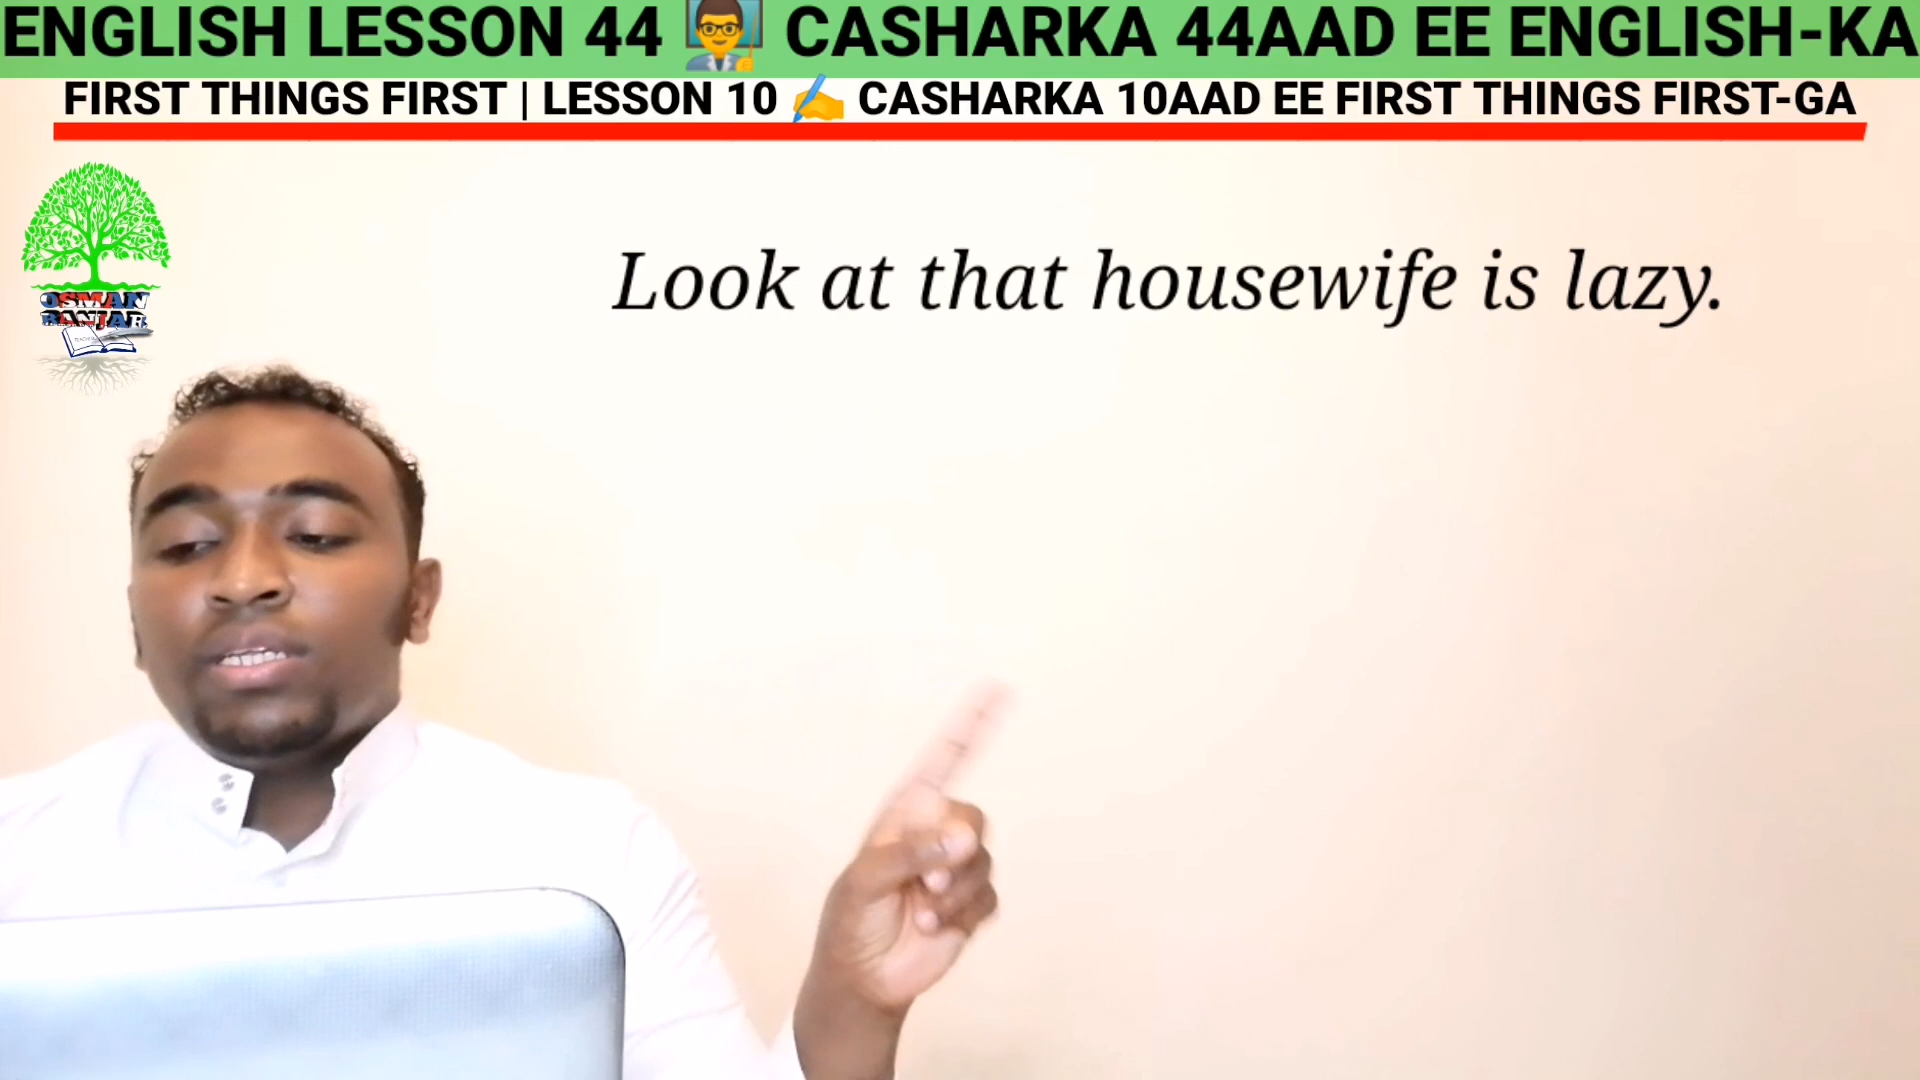 ENGLISH LESSON 44 👨‍🏫 CASHARKA 44AAD EE ENGLISH-KA
FIRST THINGS FIRST | LESSON 10 ✍️ CASHARKA 10AAD EE FIRST THINGS FIRST-GA
Look at that housewife is lazy.
OSMAN
BANJAR